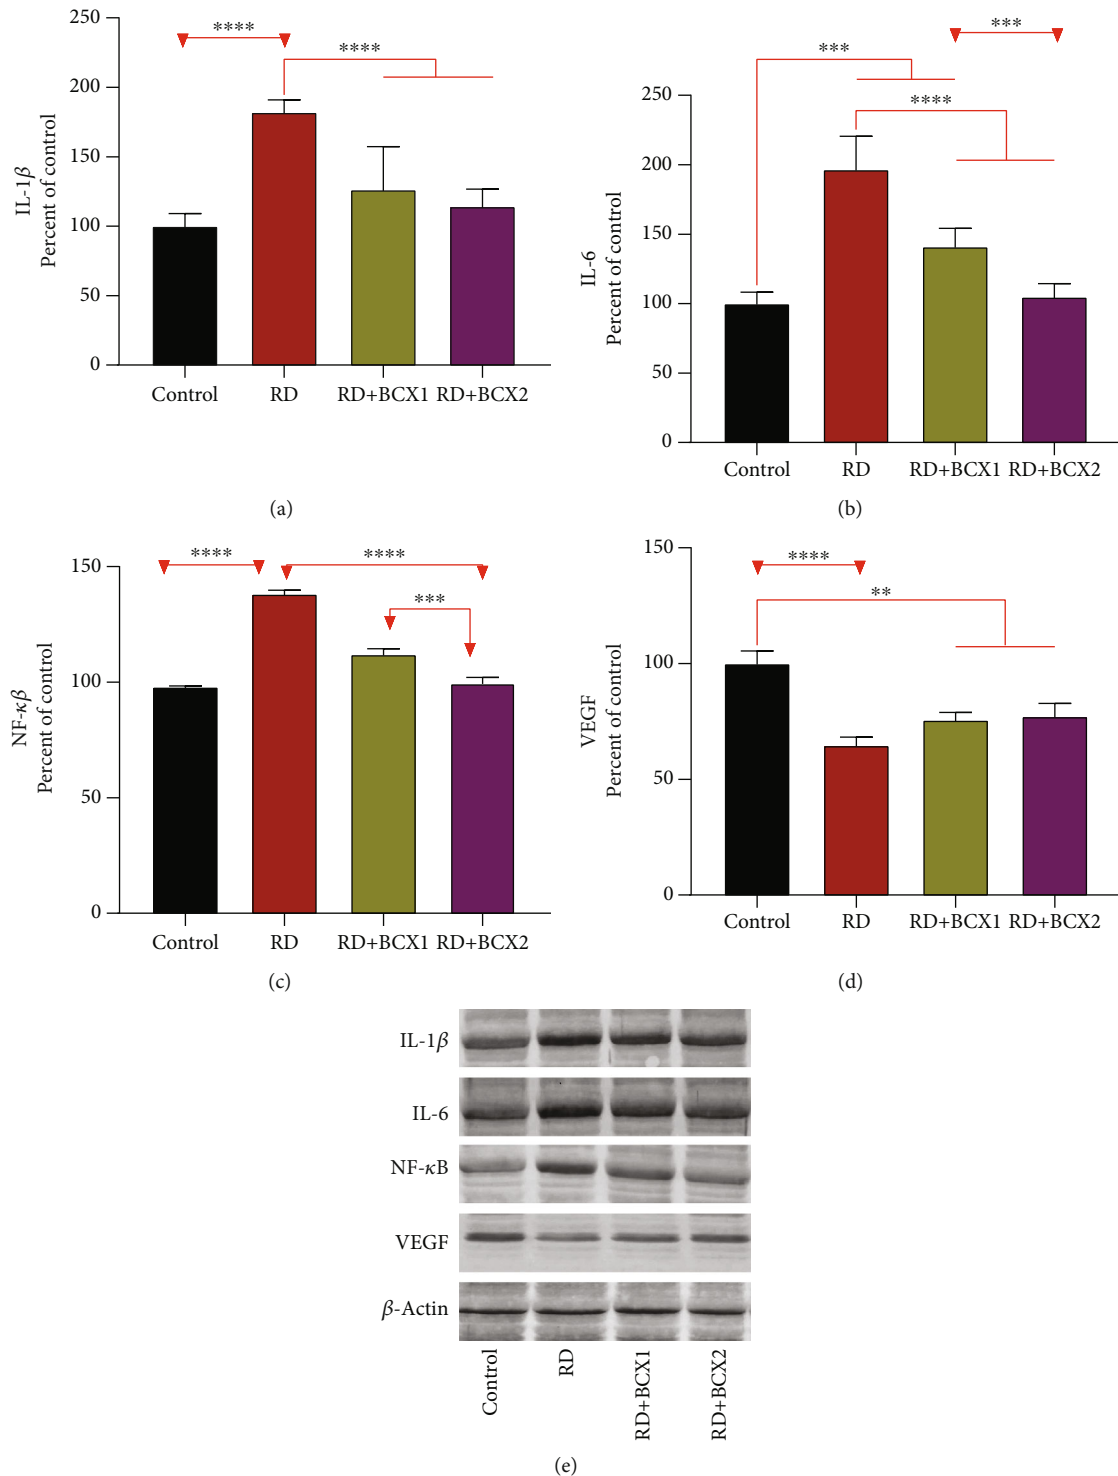 250
200
150
100
50
0
IL-1β
Percent of control
****
****
Control RD RD+BCX1 RD+BCX2
(a)
250
200
150
100
50
0
IL-6
Percent of control
***
***
****
Control RD RD+BCX1 RD+BCX2
(b)
150
100
50
0
NF-κβ
Percent of control
****
****
***
Control RD RD+BCX1 RD+BCX2
(c)
150
100
50
0
VEGF
Percent of control
****
**
Control RD RD+BCX1 RD+BCX2
(d)
IL-1β
IL-6
NF-κB
VEGF
β-Actin
Control RD RD+BCX1 RD+BCX2
(e)